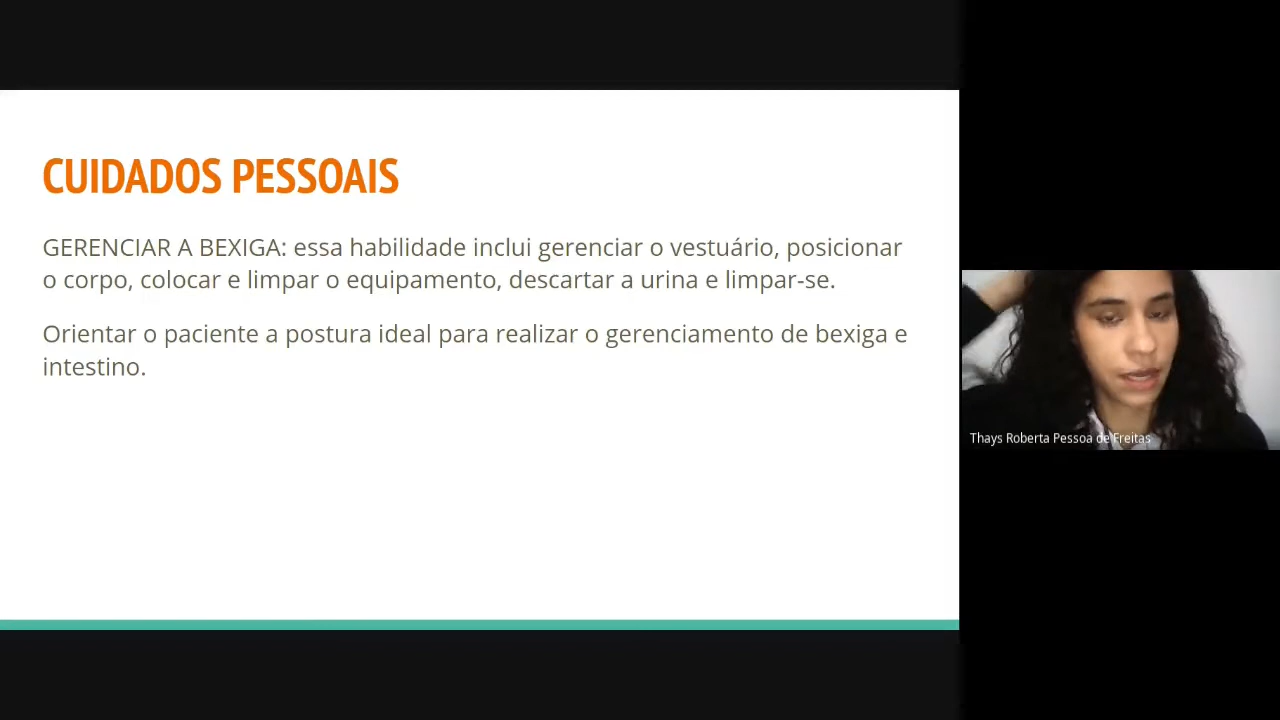 CUIDADOS PESSOAIS
GERENCIAR A BEXIGA: essa habilidade inclui gerenciar o vestuário, posicionar
o corpo, colocar e limpar o equipamento, descartar a urina e limpar-se.
Orientar o paciente a postura ideal para realizar o gerenciamento de bexiga e
intestino.
Thays Roberta Pessoa de Freitas